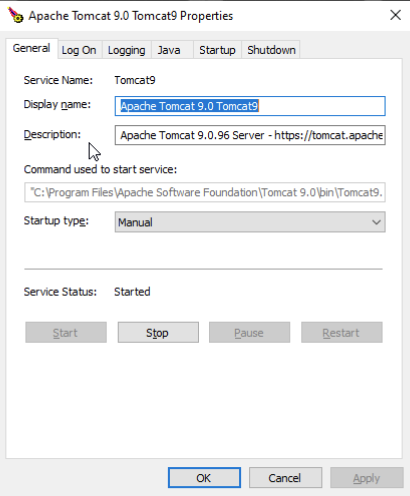 Apache Tomcat 9.0 Tomcat9 Properties
General Log On Logging Java Startup Shutdown
Service Name: Tomcat9
Display name: Apache Tomcat 9.0 Tomcat9
Description: Apache Tomcat 9.0.96 Server - https://tomcat.apache
Command used to start service:
"C:\Program Files\Apache Software Foundation\Tomcat 9.0\bin\Tomcat9.
Startup type: Manual
Service Status: Started
Start Stop Pause Restart
OK Cancel Apply